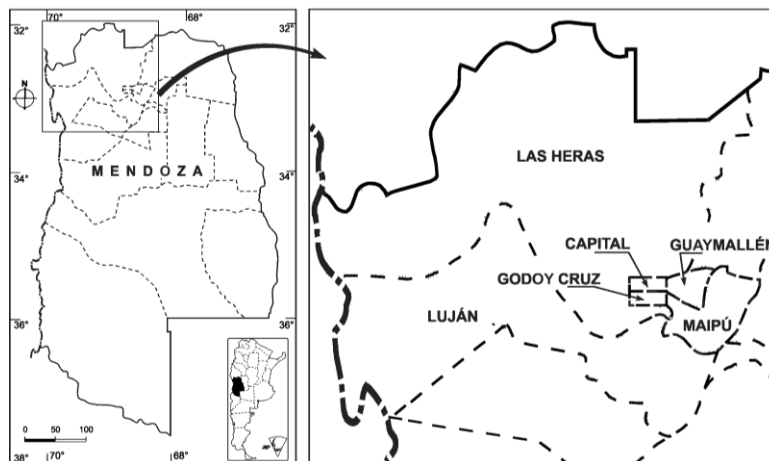 32°
70°
68°
32°
N
34°
MENDOZA
34°
36°
36°
0 50 100
38°
70°
68°
LAS HERAS
CAPITAL
GUAYMALLÉN
GODOY CRUZ
LUJÁN
MAIPÚ